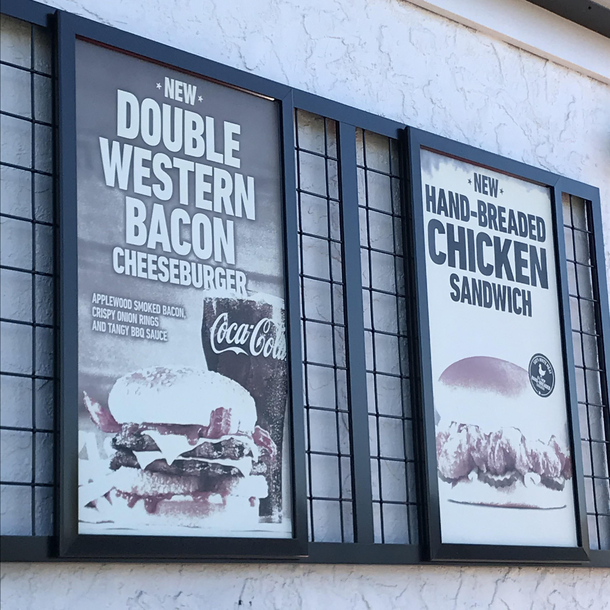 NEW
DOUBLE
WESTERN
BACON
CHEESEBURGER
APPLEWOOD SMOKED BACON,
CRISPY ONION RINGS
AND TANGY BBQ SAUCE
Coca-Cola
NEW
HAND-BREADED
CHICKEN
SANDWICH